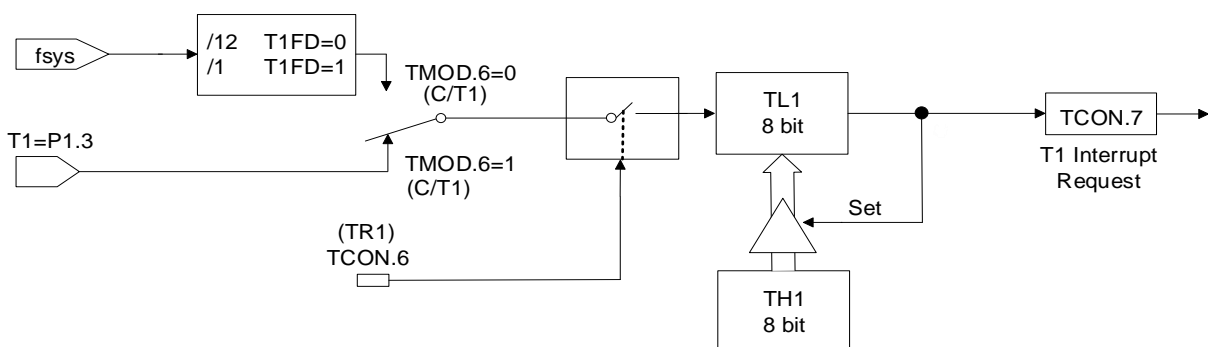 fsys
/12 T1FD=0
/1 T1FD=1
TMOD.6=0
(C/T1)
T1=P1.3
TMOD.6=1
(C/T1)
(TR1)
TCON.6
TL1
8 bit
TCON.7
T1 Interrupt
Request
Set
TH1
8 bit